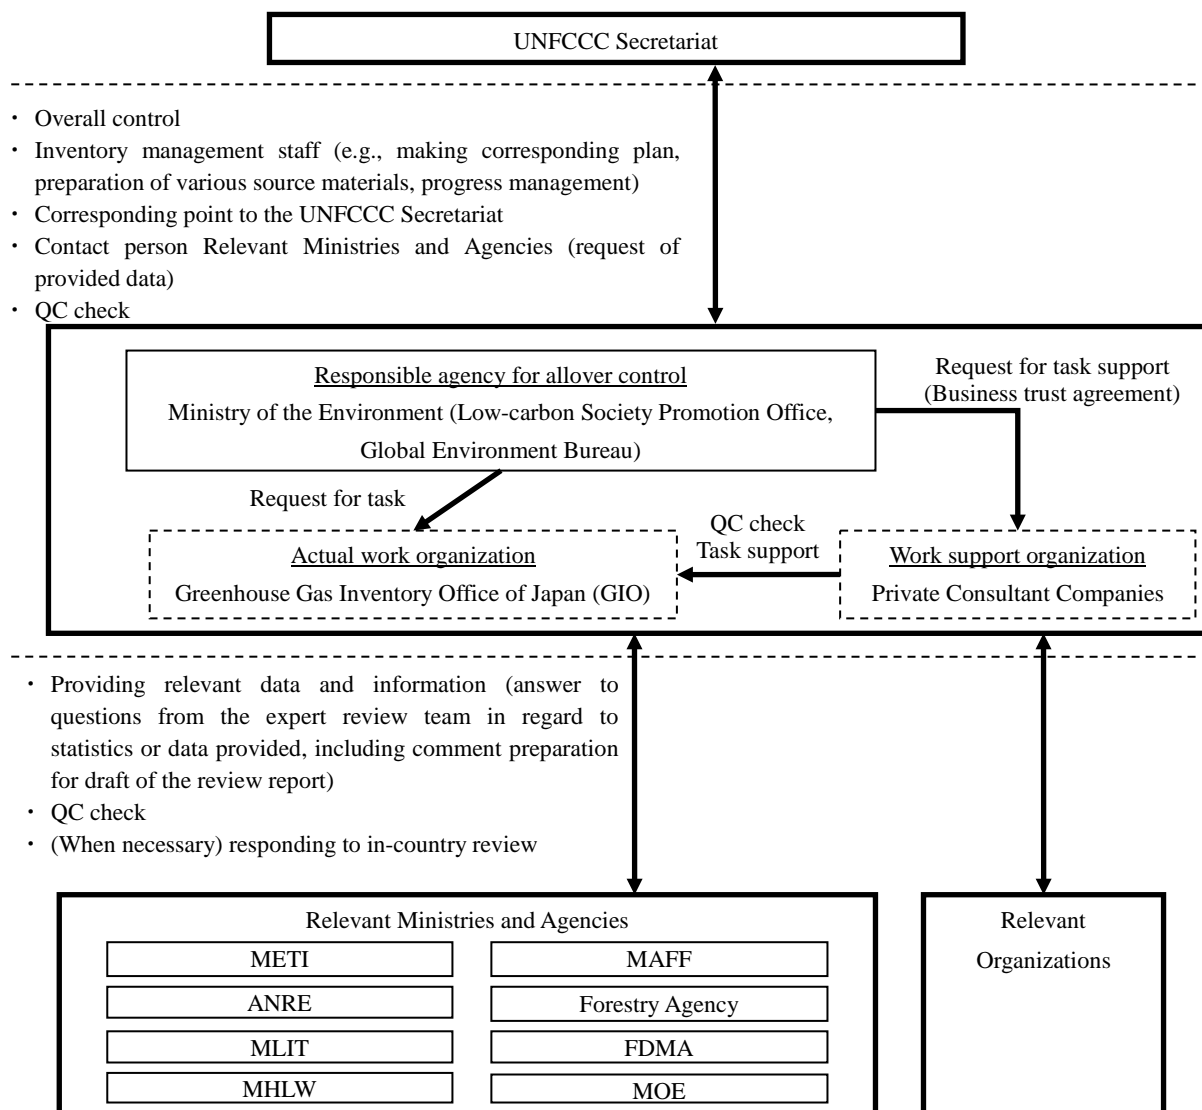 UNFCCC Secretariat
・ Overall control
・ Inventory management staff (e.g., making corresponding plan,
preparation of various source materials, progress management)
・ Corresponding point to the UNFCCC Secretariat
・ Contact person Relevant Ministries and Agencies (request of
provided data)
・ QC check
Responsible agency for allover control
Ministry of the Environment (Low-carbon Society Promotion Office,
Global Environment Bureau)
Request for task support
(Business trust agreement)
Request for task
QC check
Task support
Actual work organization
Greenhouse Gas Inventory Office of Japan (GIO)
Work support organization
Private Consultant Companies
・ Providing relevant data and information (answer to
questions from the expert review team in regard to
statistics or data provided, including comment preparation
for draft of the review report)
・ QC check
・ (When necessary) responding to in-country review
Relevant Ministries and Agencies
METI
MAFF
ANRE
Forestry Agency
MLIT
FDMA
MHLW
MOE
Relevant
Organizations